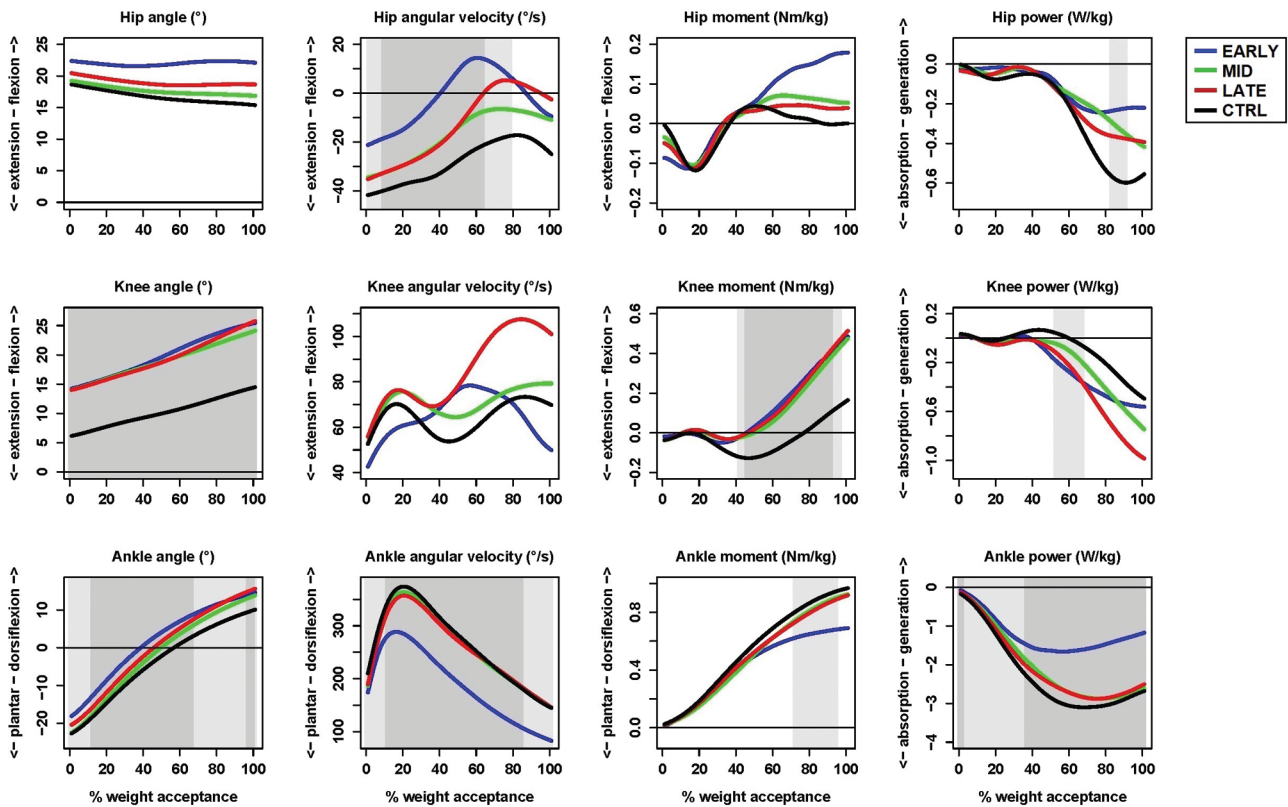 Hip angle (°)
Hip angular velocity (°/s)
Hip moment (Nm/kg)
Hip power (W/kg)
<− extension − flexion −>
0 5 10 15 20 25
0 20 40 60 80 100
<− extension − flexion −>
−40 −20 0 20
0 20 40 60 80 100
<− extension − flexion −>
−0.2 −0.1 0.0 0.1 0.2
0 20 40 60 80 100
<− absorption − generation −>
−0.6 −0.4 −0.2 0.0
0 20 40 60 80 100
EARLY
MID
LATE
CTRL
Knee angle (°)
Knee angular velocity (°/s)
Knee moment (Nm/kg)
Knee power (W/kg)
<− extension − flexion −>
0 5 10 15 20 25
0 20 40 60 80 100
<− extension − flexion −>
40 60 80 100
0 20 40 60 80 100
<− extension − flexion −>
−0.2 0.0 0.2 0.4 0.6
0 20 40 60 80 100
<− absorption − generation −>
−1.0 −0.6 −0.2 0.2
0 20 40 60 80 100
Ankle angle (°)
Ankle angular velocity (°/s)
Ankle moment (Nm/kg)
Ankle power (W/kg)
<− plantar − dorsiflexion −>
−20 −10 0 10
0 20 40 60 80 100
% weight acceptance
<− plantar − dorsiflexion −>
100 200 300
0 20 40 60 80 100
% weight acceptance
<− plantar − dorsiflexion −>
0.0 0.4 0.8
0 20 40 60 80 100
% weight acceptance
<− absorption − generation −>
−4 −3 −2 −1 0
0 20 40 60 80 100
% weight acceptance